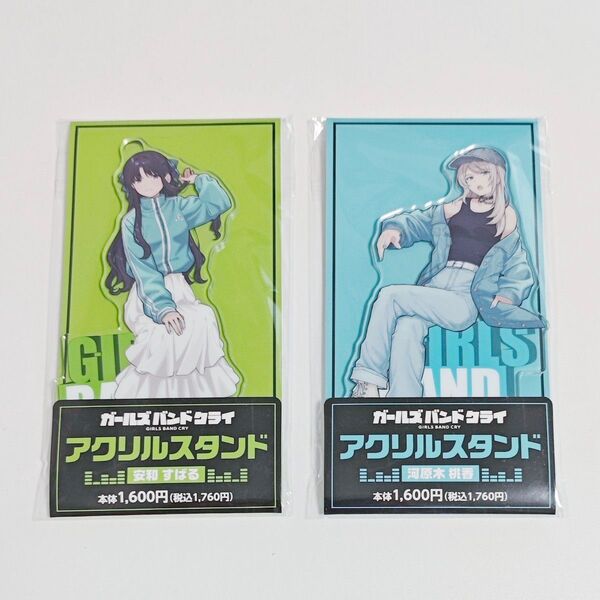 GIR
BA
ガールズバンドクライ
GIRLS BAND CRY
アクリルスタンド
安和 すばる
本体1,600円(税込1,760円)
GIRLS
AND
ガールズバンドクライ
GIRLS BAND CRY
アクリルスタンド
河原木 桃香
本体1,600円(税込1,760円)